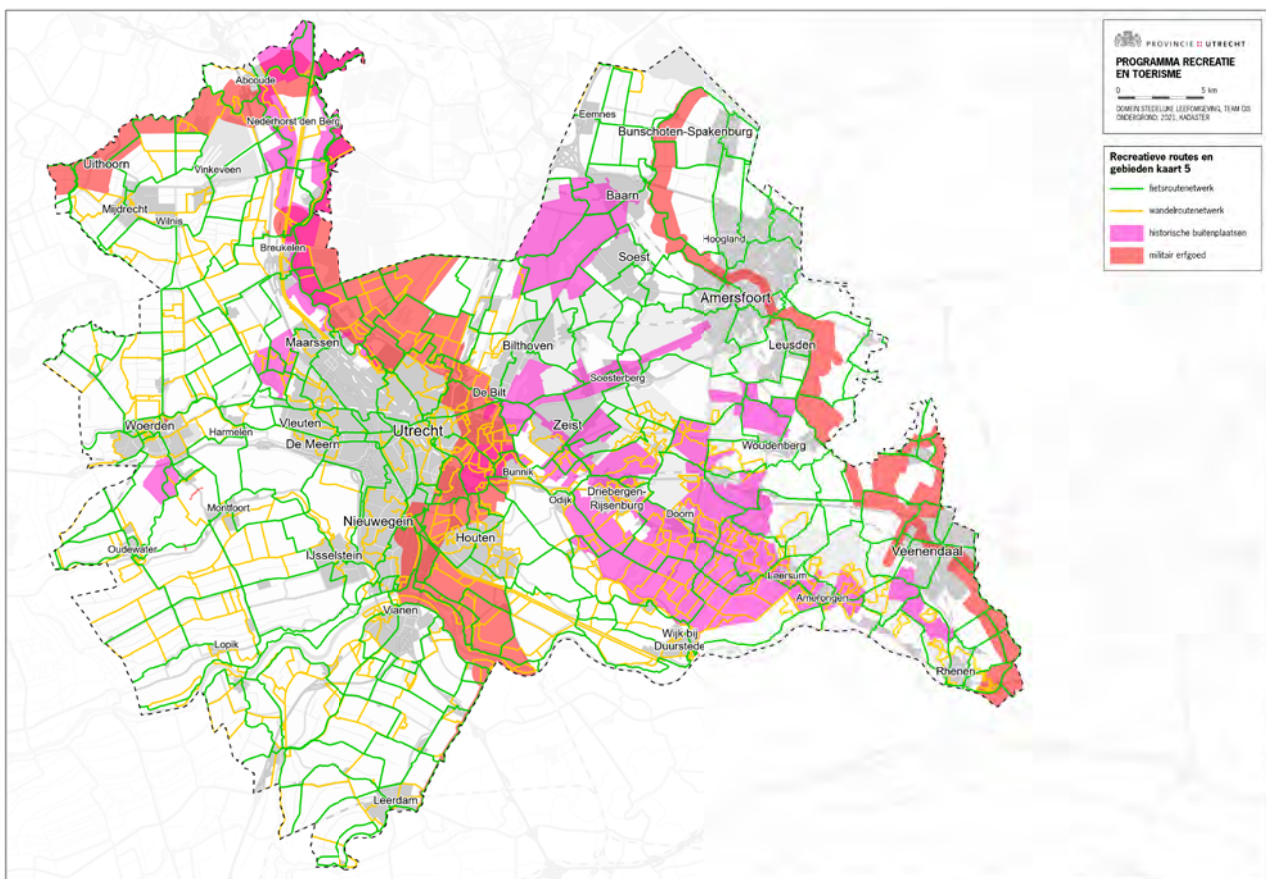 PROVINCIE UTRECHT
PROGRAMMA RECREATIE
EN TOERISME
0 5 km
DOMEIN STEDELIJKE LEEFOMGEVING, TEAM GIS
ONDERGROND: 2021, KADASTER
Recreatieve routes en
gebieden kaart 5
fietsroutenetwerk
wandelroutenetwerk
historische buitenplaatsen
militair erfgoed
Abcoude
Nederhorst den Berg
Eemnes
Bunschoten-Spakenburg
Uithoorn
Vinkeveen
Baarn
Mijdrecht
Wilnis
Hoogland
Breukelen
Soest
Amersfoort
Maarssen
Bilthoven
Leusden
Soesterberg
De Bilt
Woerden
Harmelen
Vleuten
Utrecht
Zeist
De Meern
Woudenberg
Bunnik
Driebergen-
Rijsenburg
Odijk
Montfoort
Doorn
Nieuwegein
Houten
Oudewater
IJsselstein
Veenendaal
Leersum
Amerongen
Vianen
Lopik
Wijk bij
Duurstede
Rhenen
Leerdam